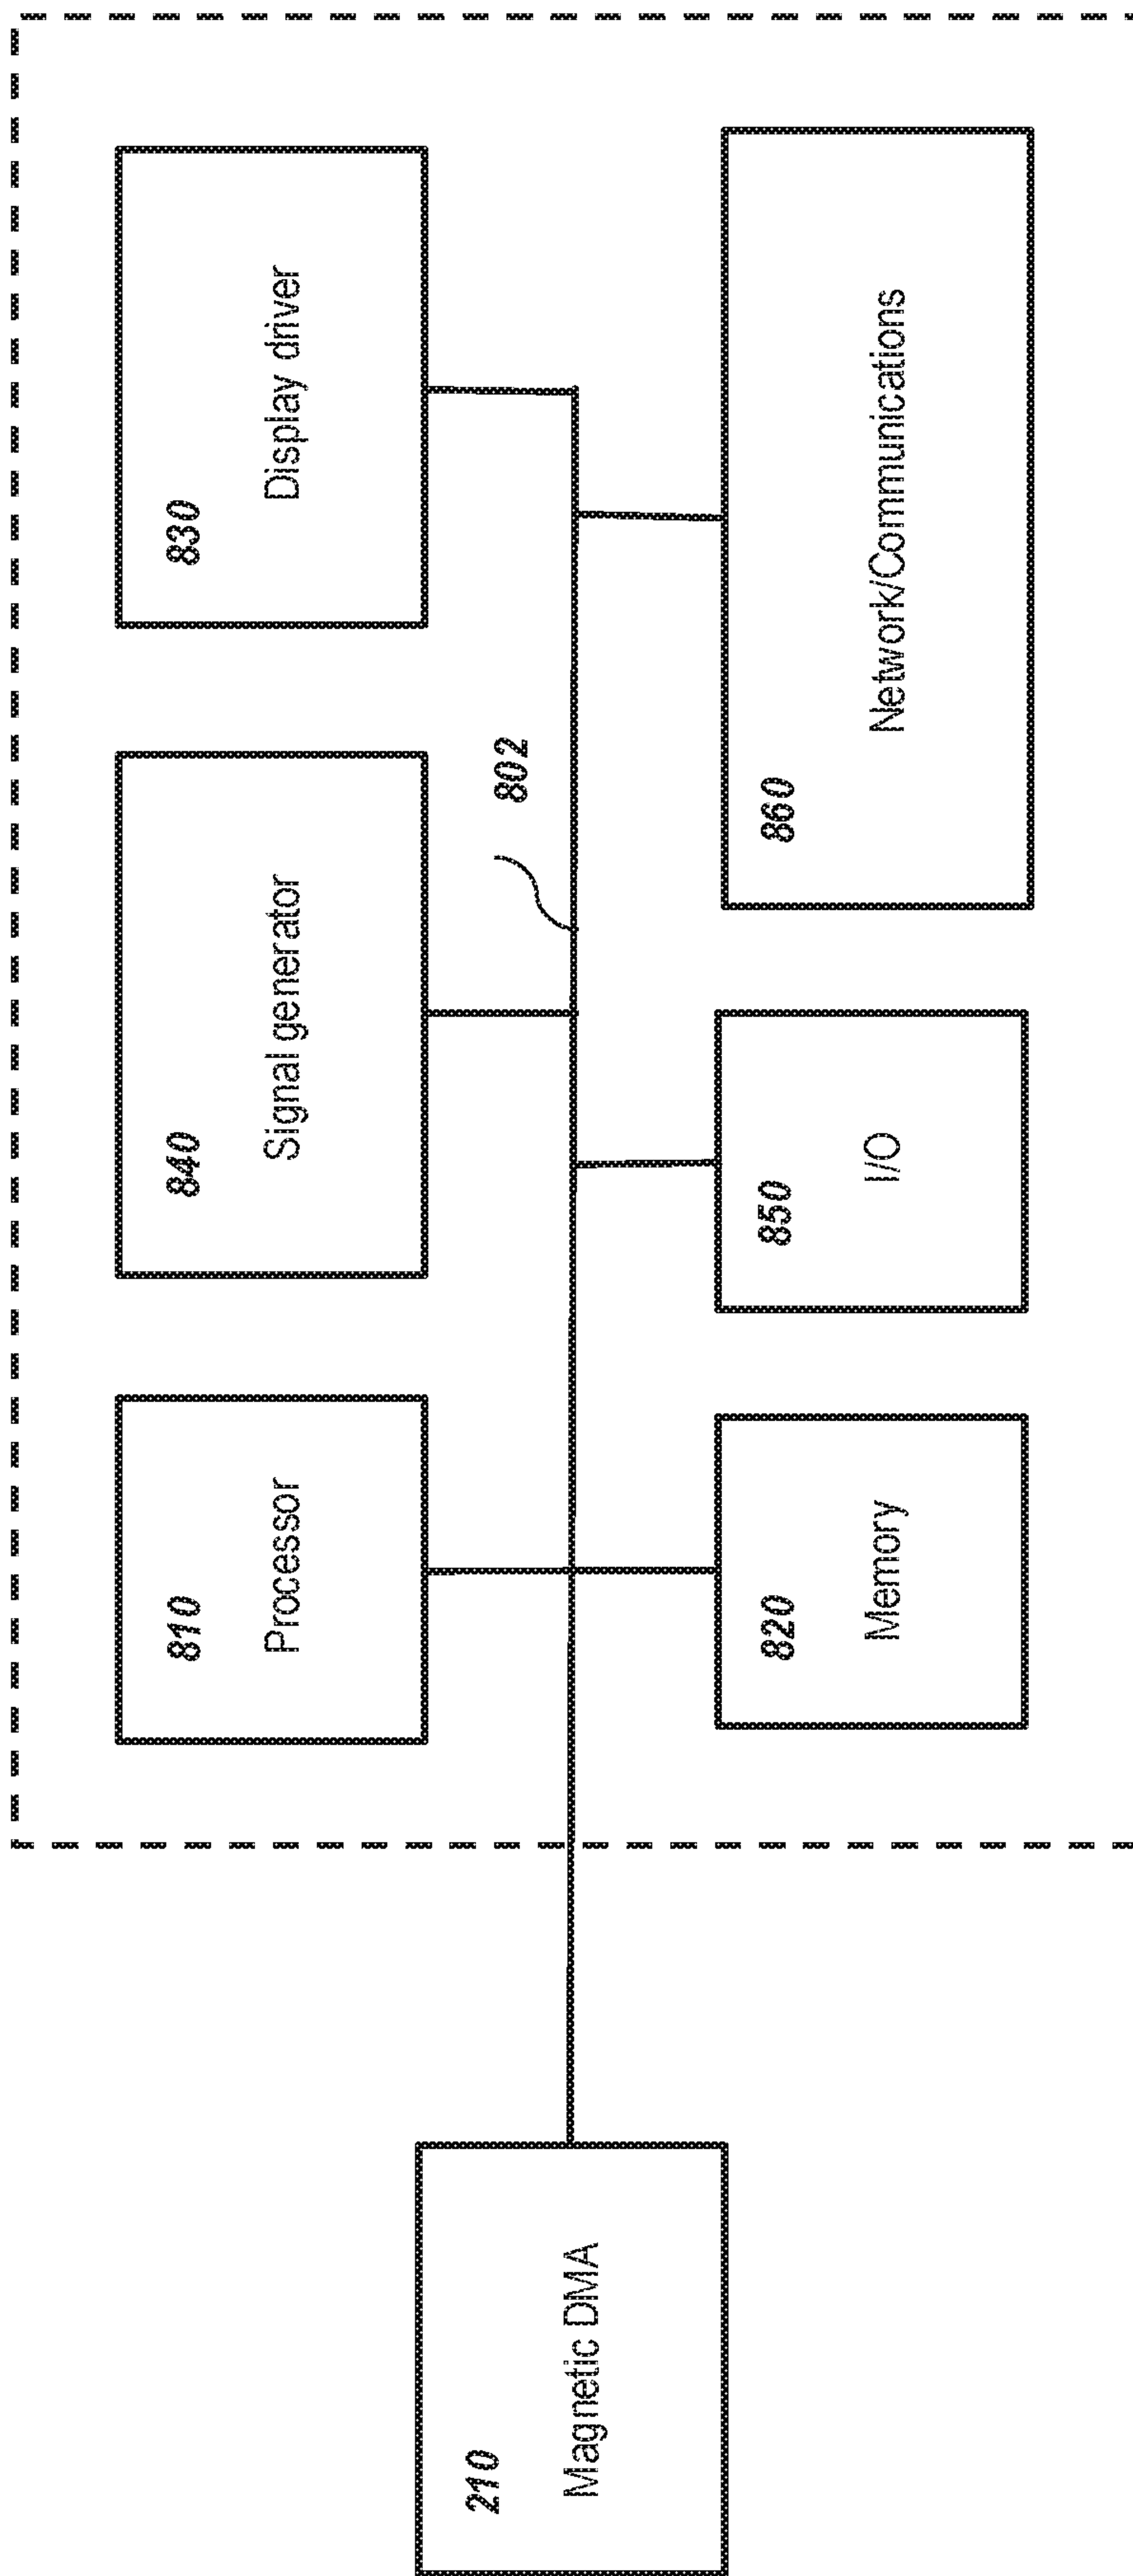 810
Processor
840
Signal generator
830
Display driver
802
210
Magnetic DMA
820
Memory
850
I/O
860
Network/Communications